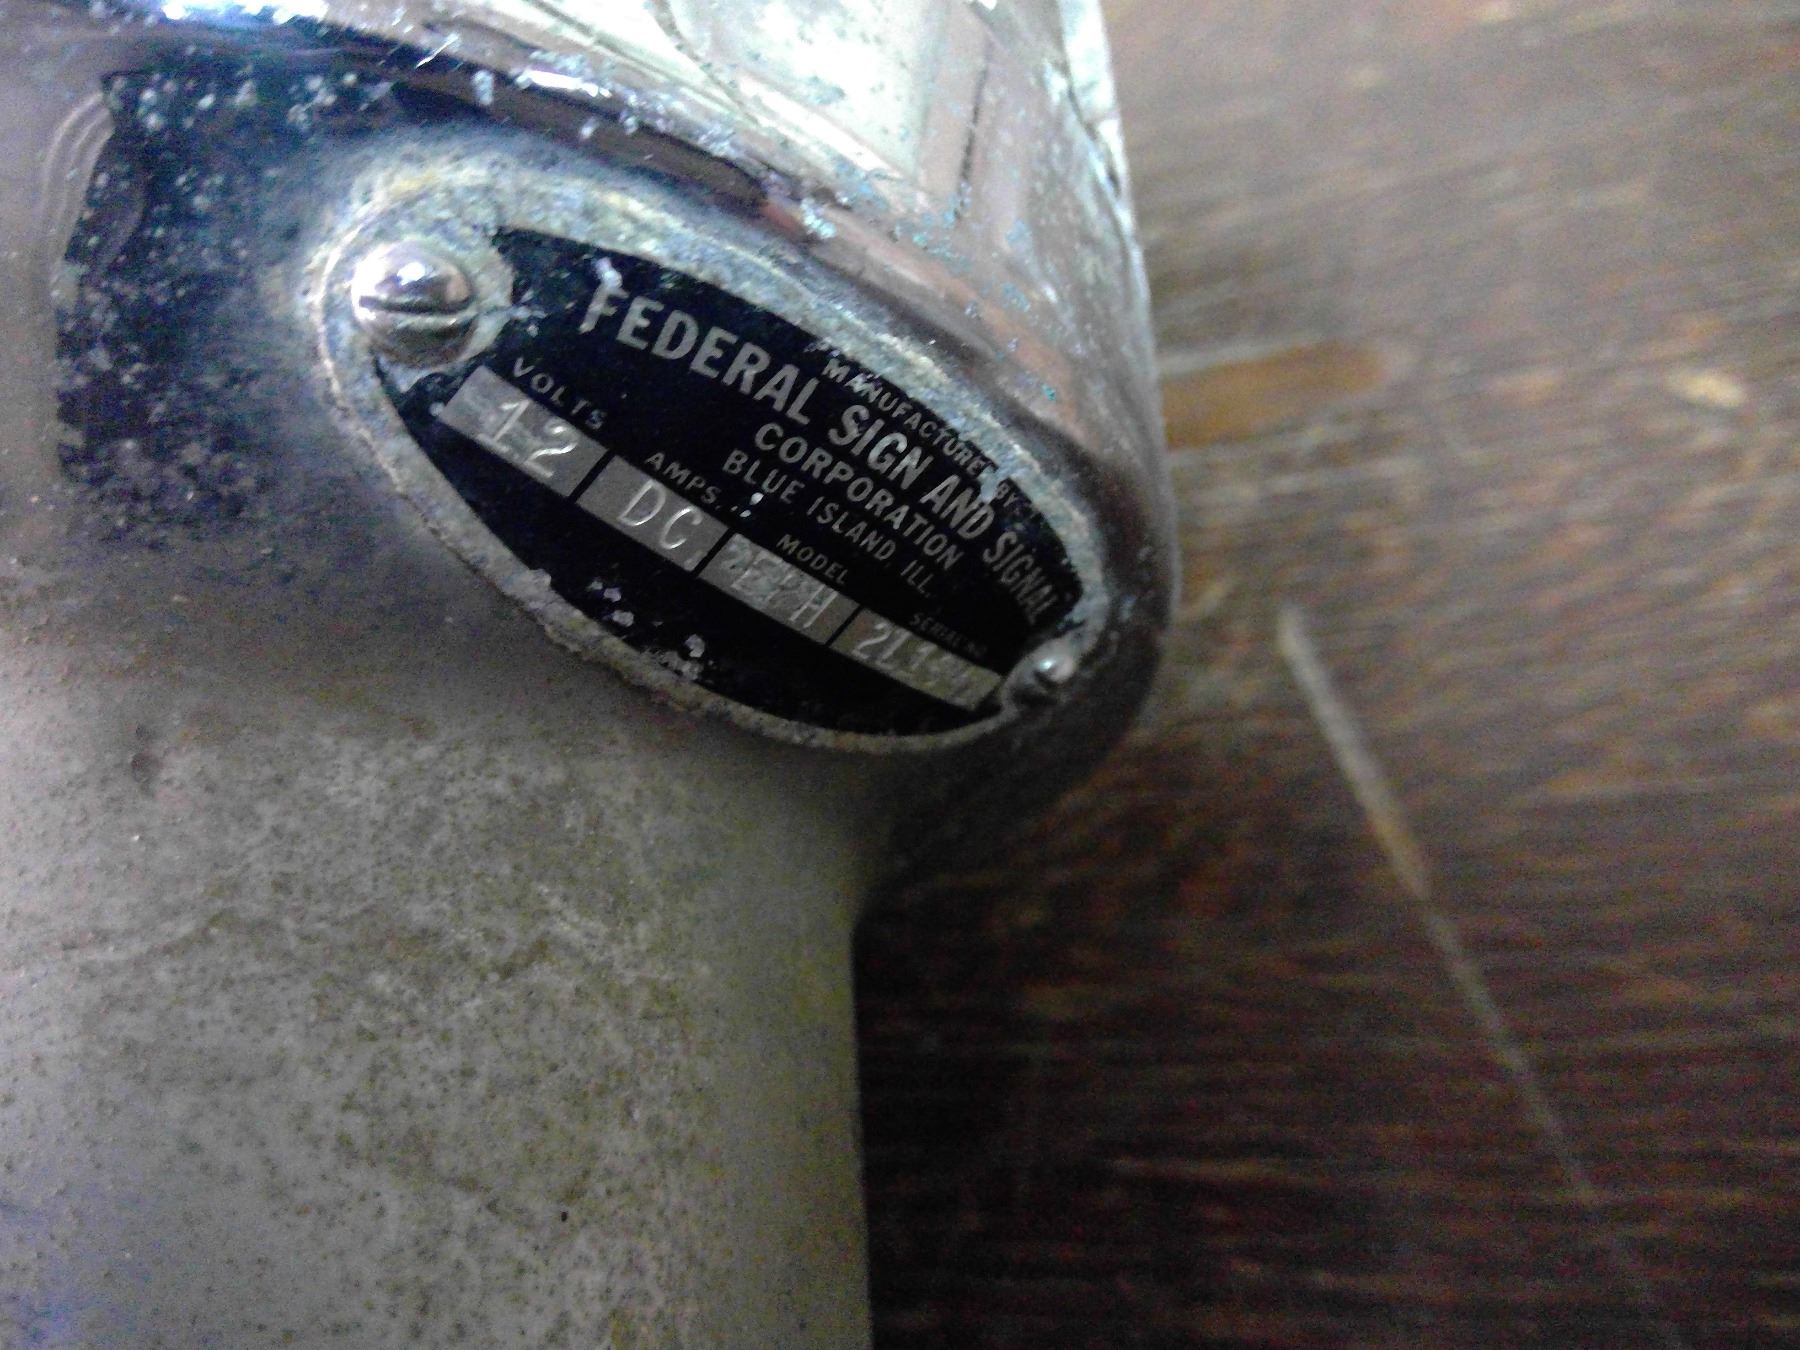 MANUFACTURED BY
FEDERAL SIGN AND SIGNAL
CORPORATION
BLUE ISLAND, ILL.
VOLTS AMPS. MODEL SERIAL NO
12 DC